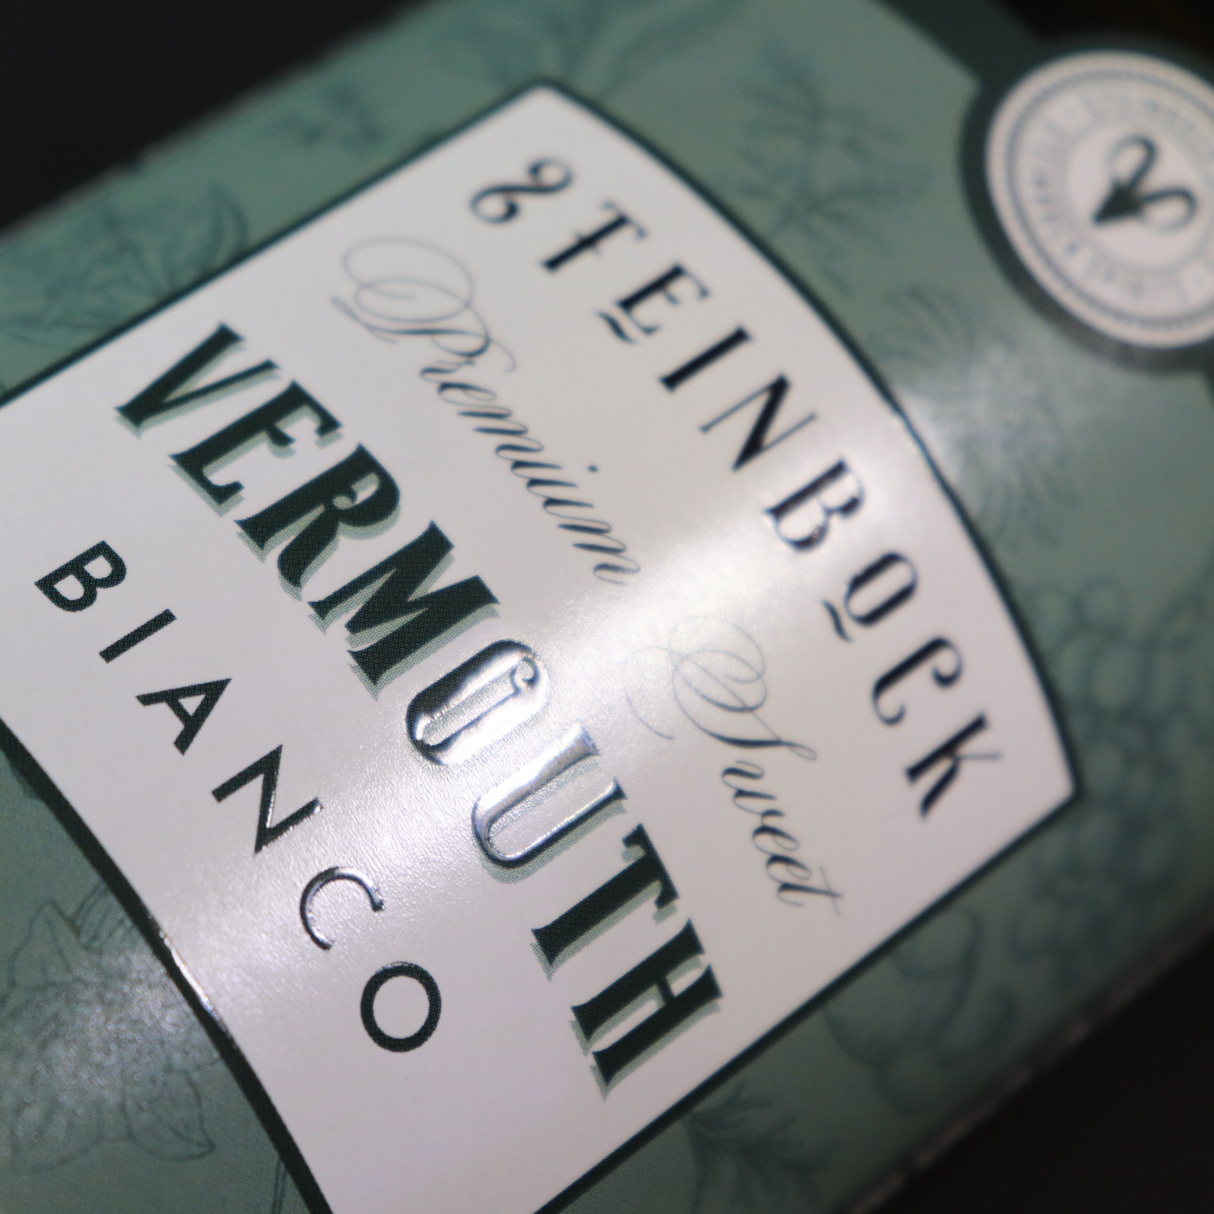 STEINBOCK
Premium Sweet
VERMOUTH
BIANCO